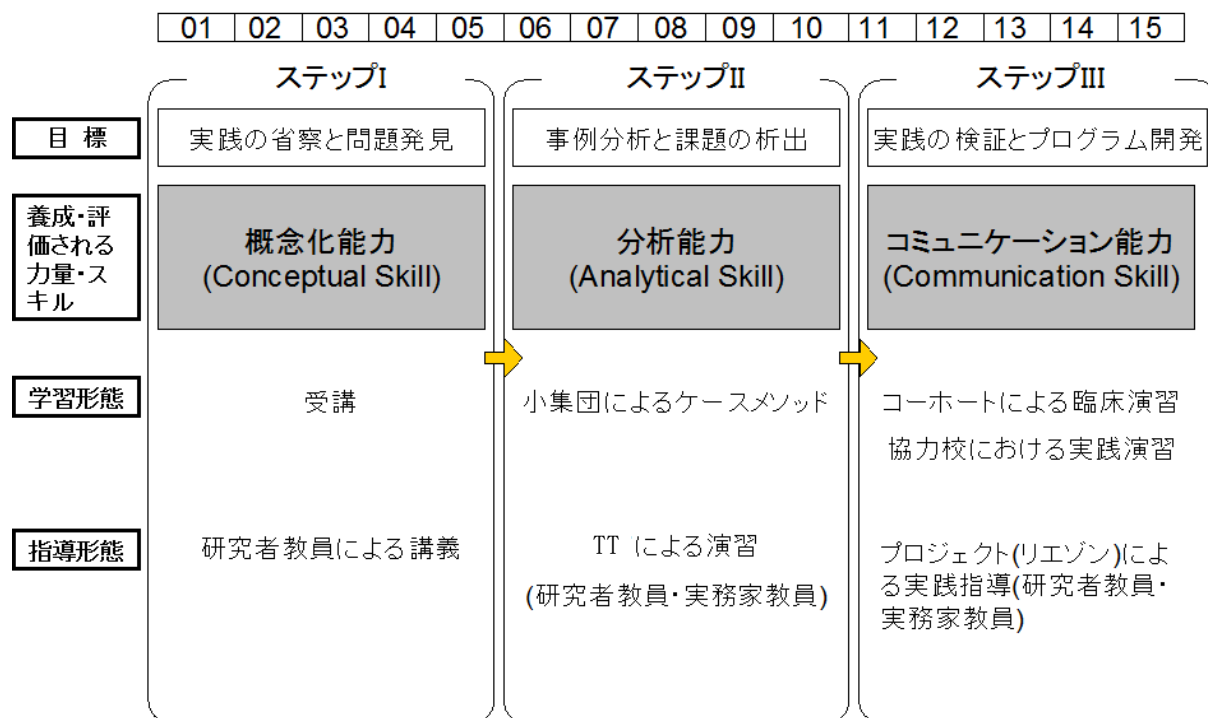 01 02 03 04 05 06 07 08 09 10 11 12 13 14 15
ステップI ステップII ステップIII
目 標
実践の省察と問題発見
事例分析と課題の析出
実践の検証とプログラム開発
養成・評
価される
力量・ス
キル
概念化能力
(Conceptual Skill)
分析能力
(Analytical Skill)
コミュニケーション能力
(Communication Skill)
学習形態
受講
小集団によるケースメソッド
コーホートによる臨床演習
協力校における実践演習
指導形態
研究者教員による講義
TT による演習
(研究者教員・実務家教員)
プロジェクト(リエゾン)によ
る実践指導(研究者教員・
実務家教員)